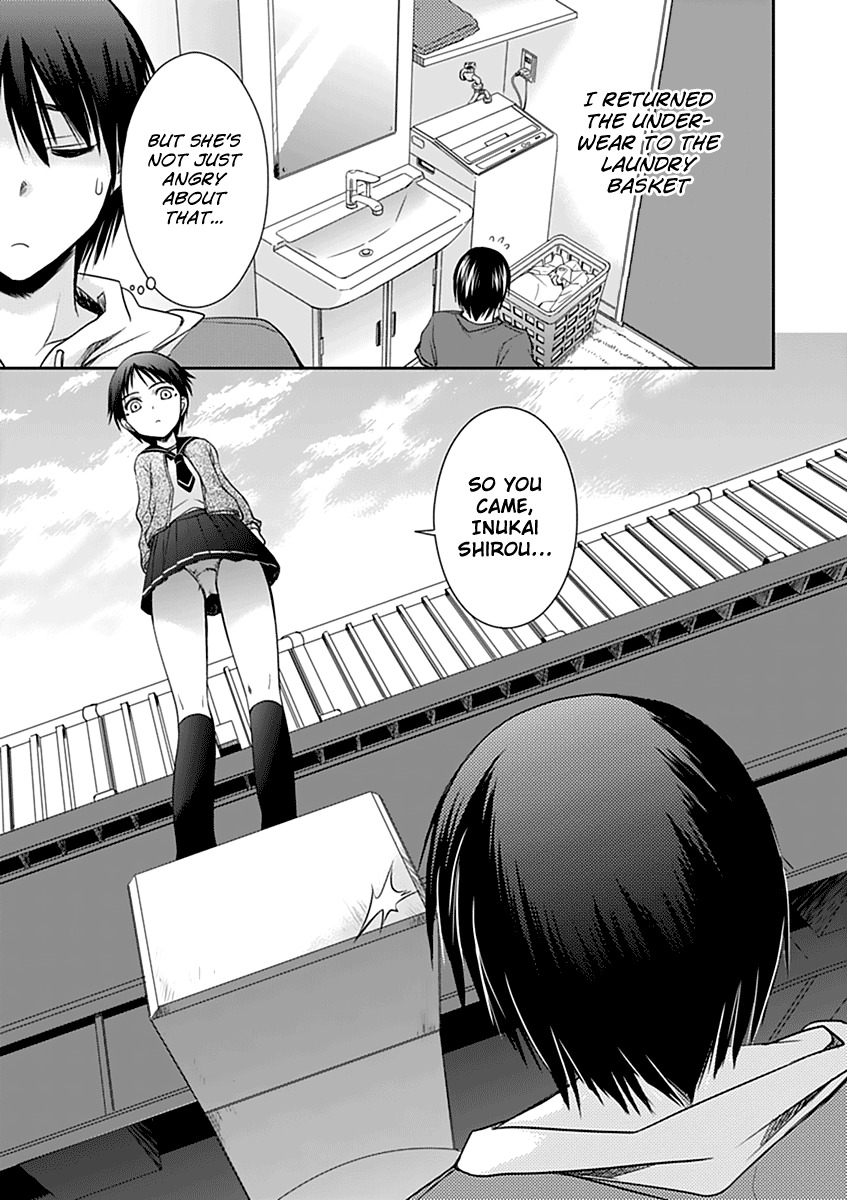 I RETURNED
THE UNDER-
WEAR TO THE
LAUNDRY
BASKET
BUT SHE'S
NOT JUST
ANGRY
ABOUT
THAT...
SO YOU
CAME,
INUKAI
SHIROU...